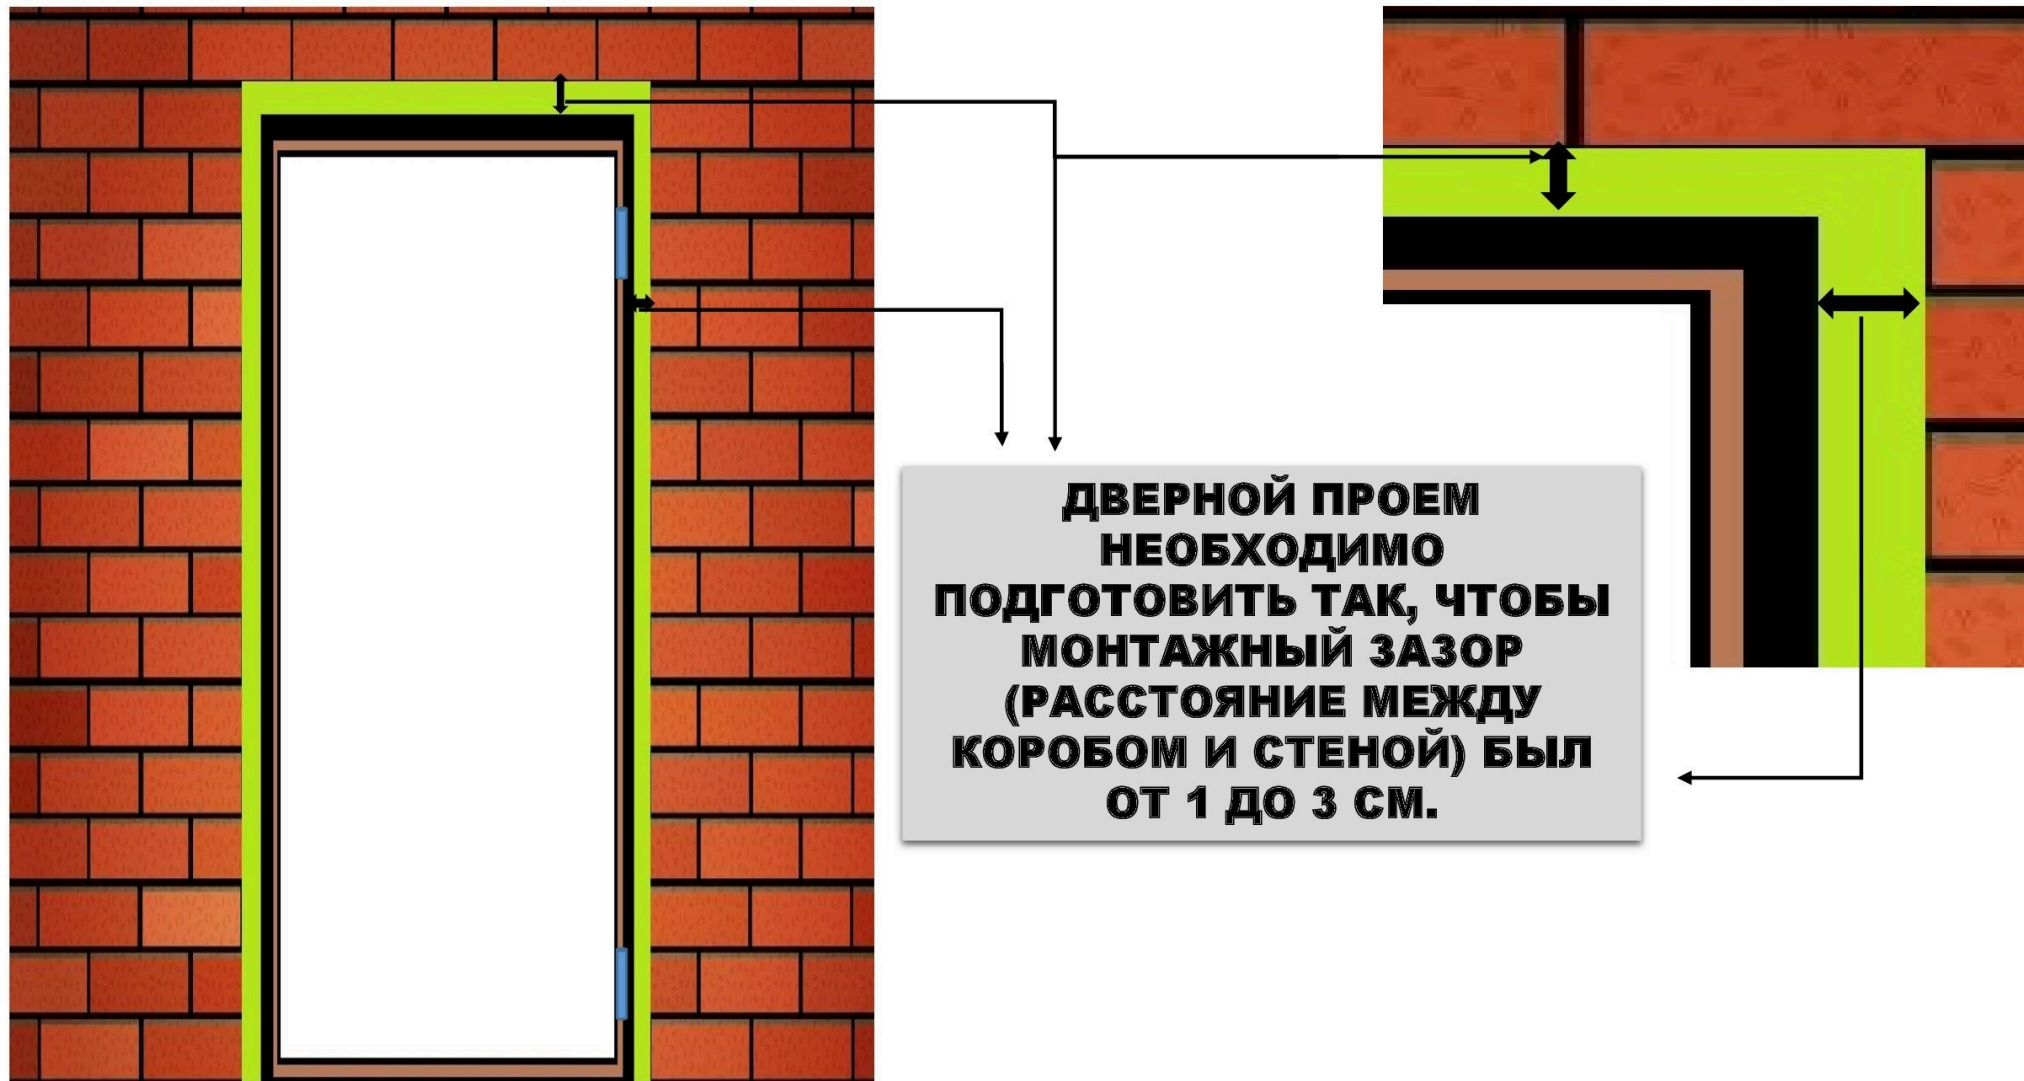 ДВЕРНОЙ ПРОЕМ
НЕОБХОДИМО
ПОДГОТОВИТЬ ТАК, ЧТОБЫ
МОНТАЖНЫЙ ЗАЗОР
(РАССТОЯНИЕ МЕЖДУ
КОРОБОМ И СТЕНОЙ) БЫЛ
ОТ 1 ДО 3 СМ.